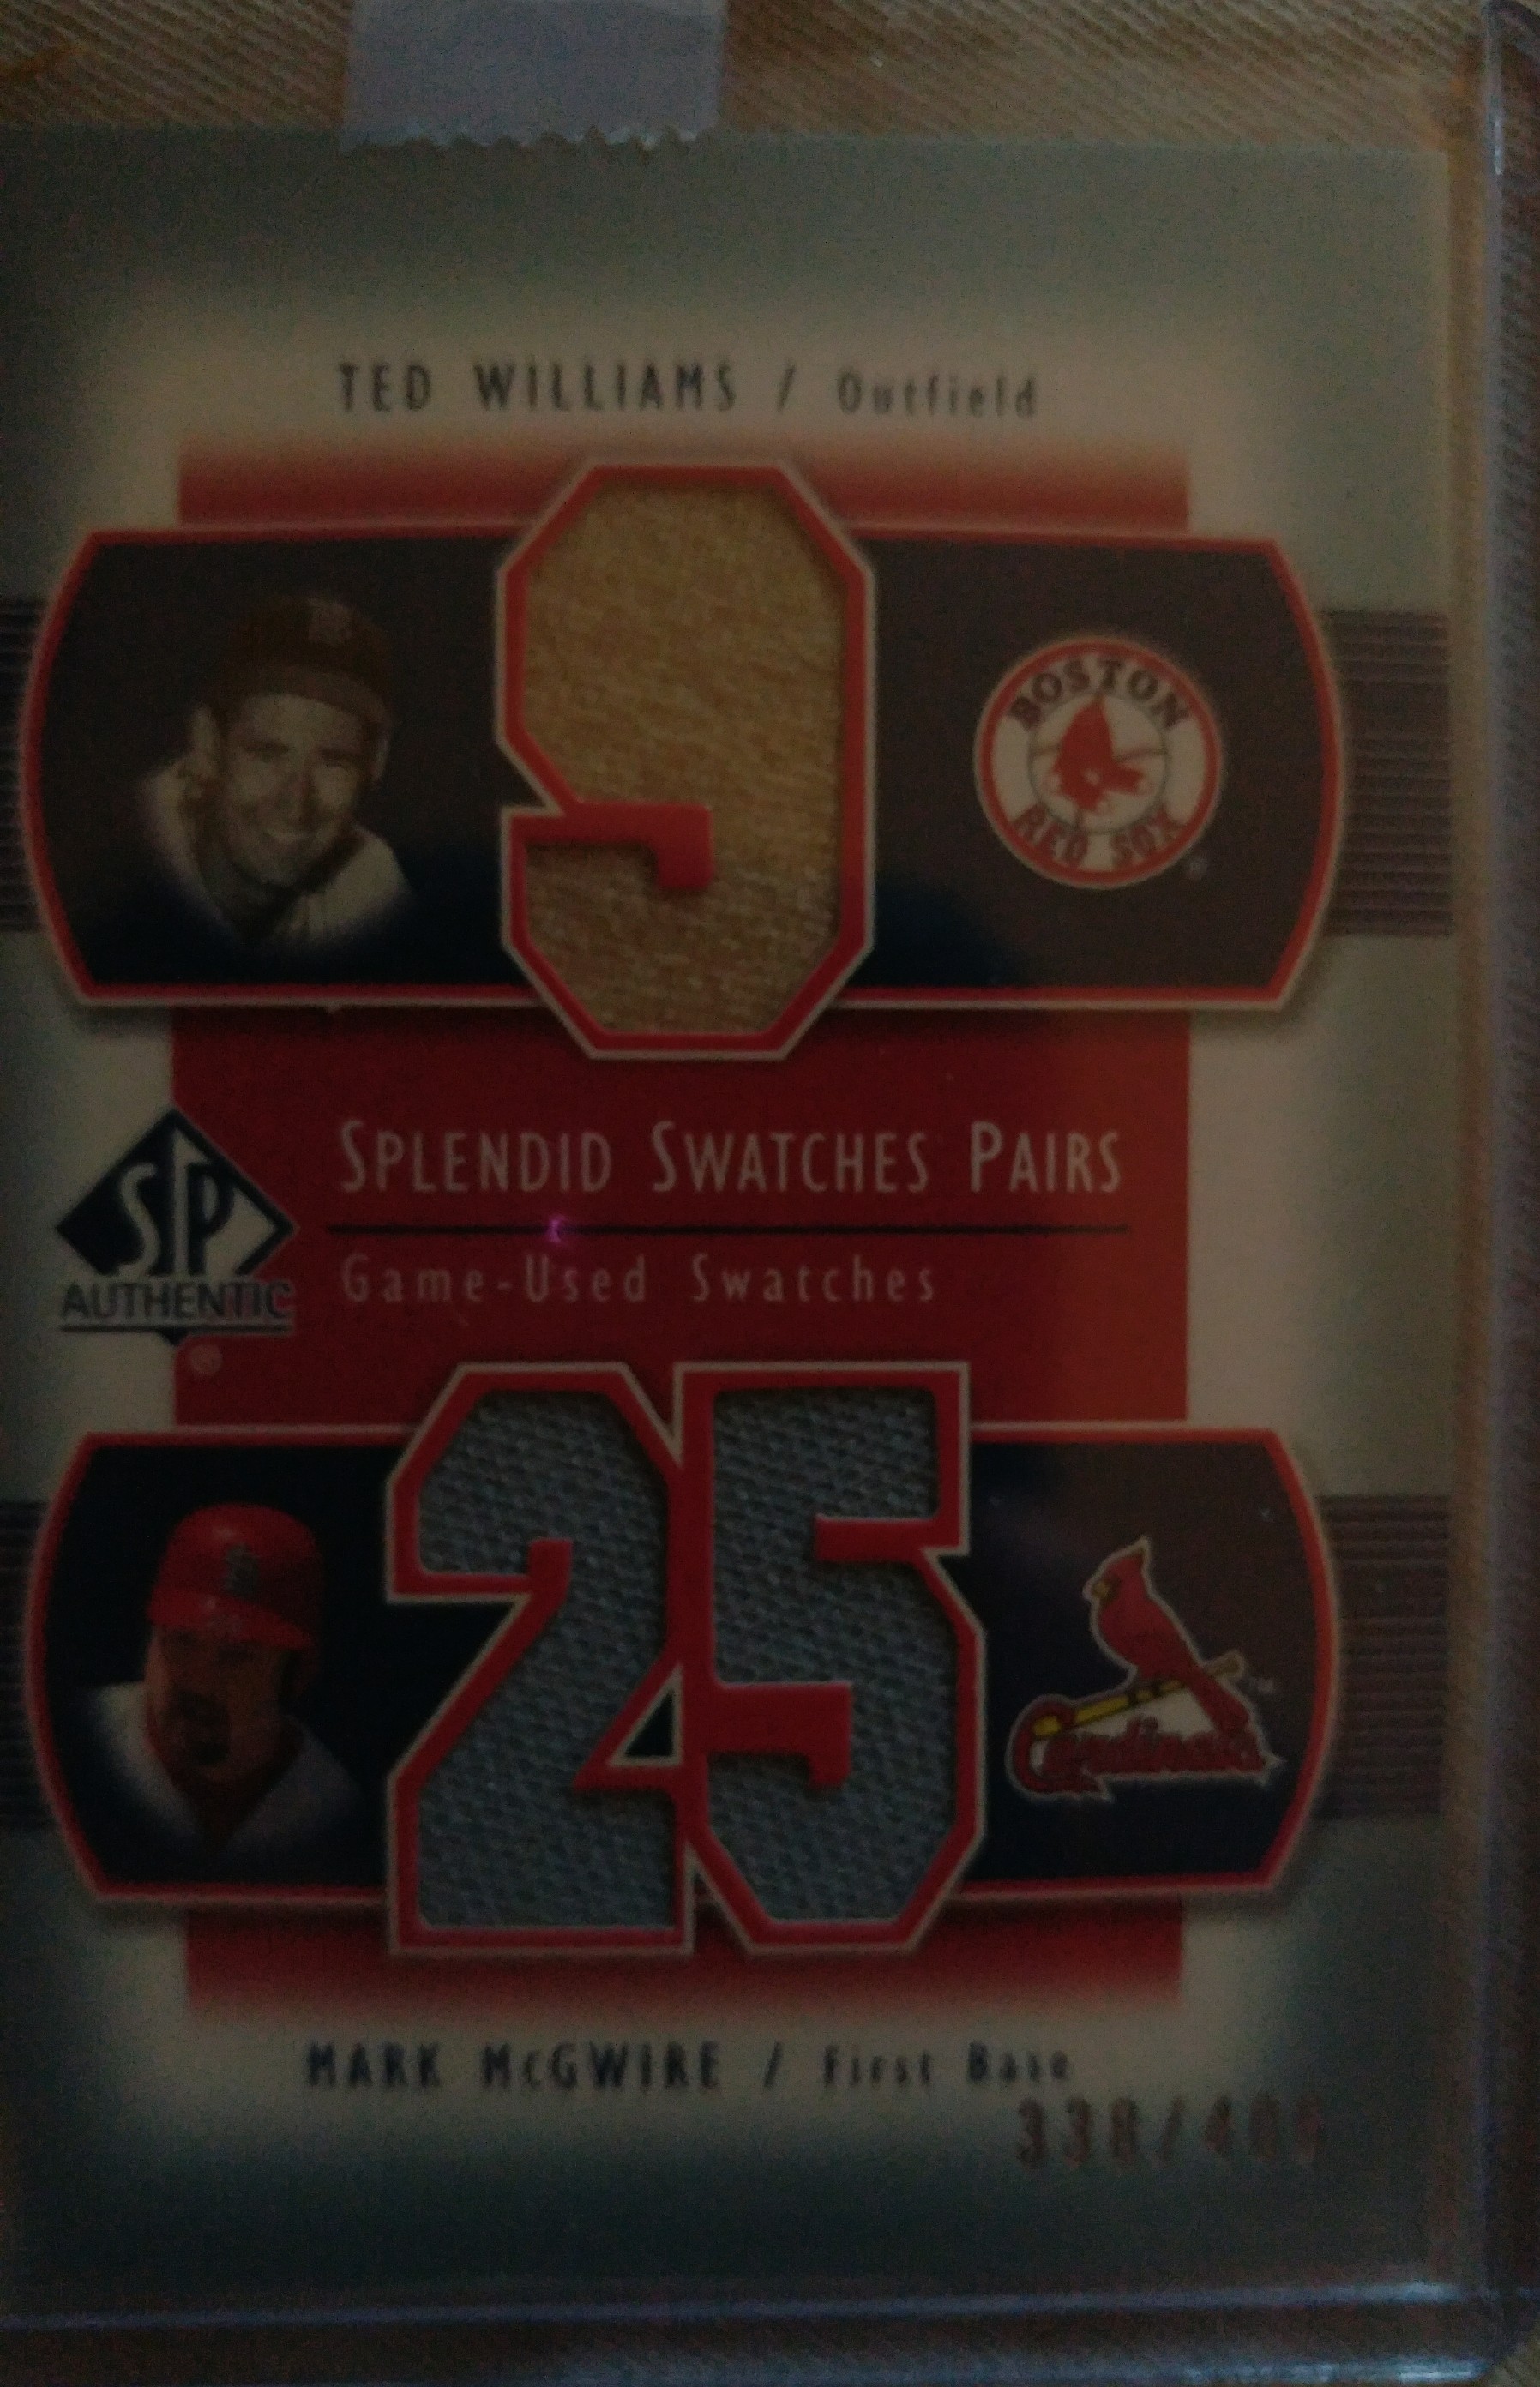 TED WILLIAMS / Outfield
9
BOSTON
RED SOX
®
SPLENDID SWATCHES PAIRS
SP
AUTHENTIC
®
Game-Used Swatches
25
Cardinals
TM
MARK McGWIRE / First Base